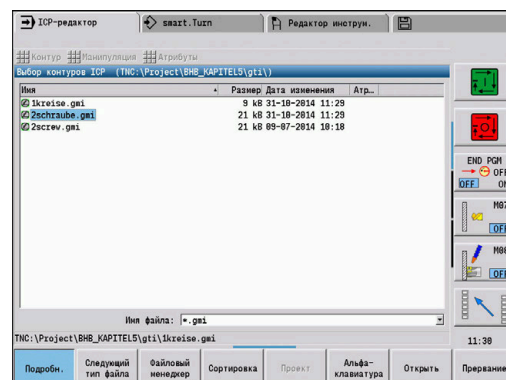 ICP-редактор
smart.Turn
Редактор инструм.
Контур Манипуляция Атрибуты
Выбор контуров ICP (TNC:\Project\BHB_KAPITEL5\gti\)
Имя Размер Дата изменения Атр...
1kreise.gmi 9 kB 31-10-2014 11:29
2schraube.gmi 21 kB 31-10-2014 11:29
2screw.gmi 21 kB 09-07-2014 10:18
END PGM
OFF
OFF ON
M07
OFF
M08
OFF
Имя файла: *.gmi
TNC:\Project\BHB_KAPITEL5\gti\1kreise.gmi
11:30
Подробн.
Следующий тип файла
Файловый менеджер
Сортировка
Проект
Альфа-клавиатура
Открыть
Прервание